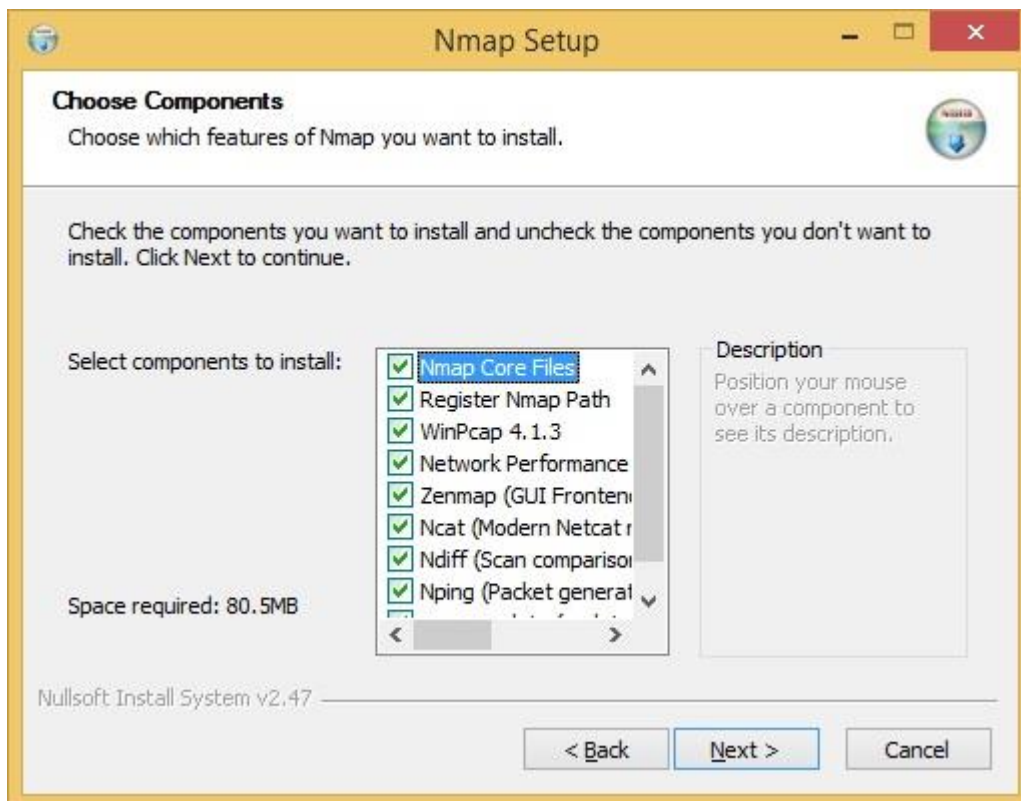 Nmap Setup
Choose Components
Choose which features of Nmap you want to install.
Check the components you want to install and uncheck the components you don't want to
install. Click Next to continue.
Select components to install:
Nmap Core Files
Register Nmap Path
WinPcap 4.1.3
Network Performance
Zenmap (GUI Fronten
Ncat (Modern Netcat r
Ndiff (Scan comparison
Nping (Packet generat
Description
Position your mouse
over a component to
see its description.
Space required: 80.5MB
Nullsoft Install System v2.47
< Back
Next >
Cancel